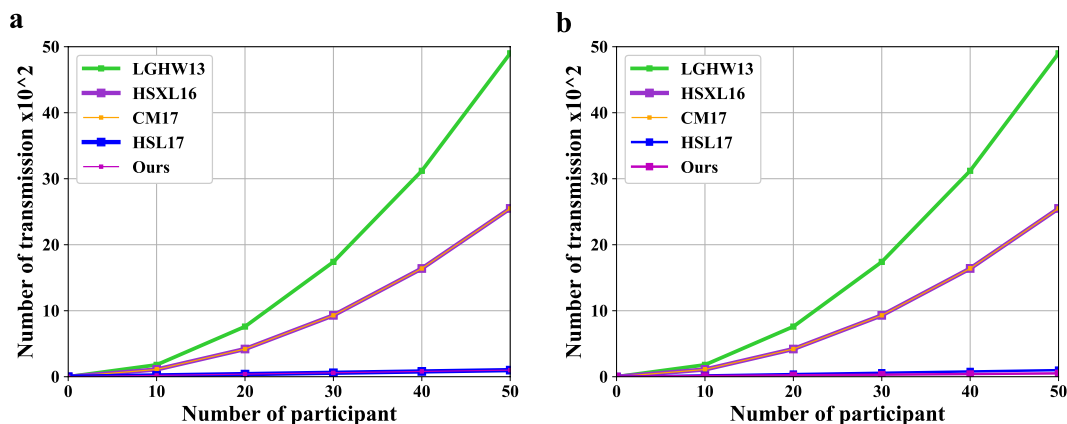 a
50
40
30
20
10
0
Number of transmission x10^2
LGHW13
HSXL16
CM17
HSL17
Ours
0 10 20 30 40 50
Number of participant
b
50
40
30
20
10
0
Number of transmission x10^2
LGHW13
HSXL16
CM17
HSL17
Ours
0 10 20 30 40 50
Number of participant